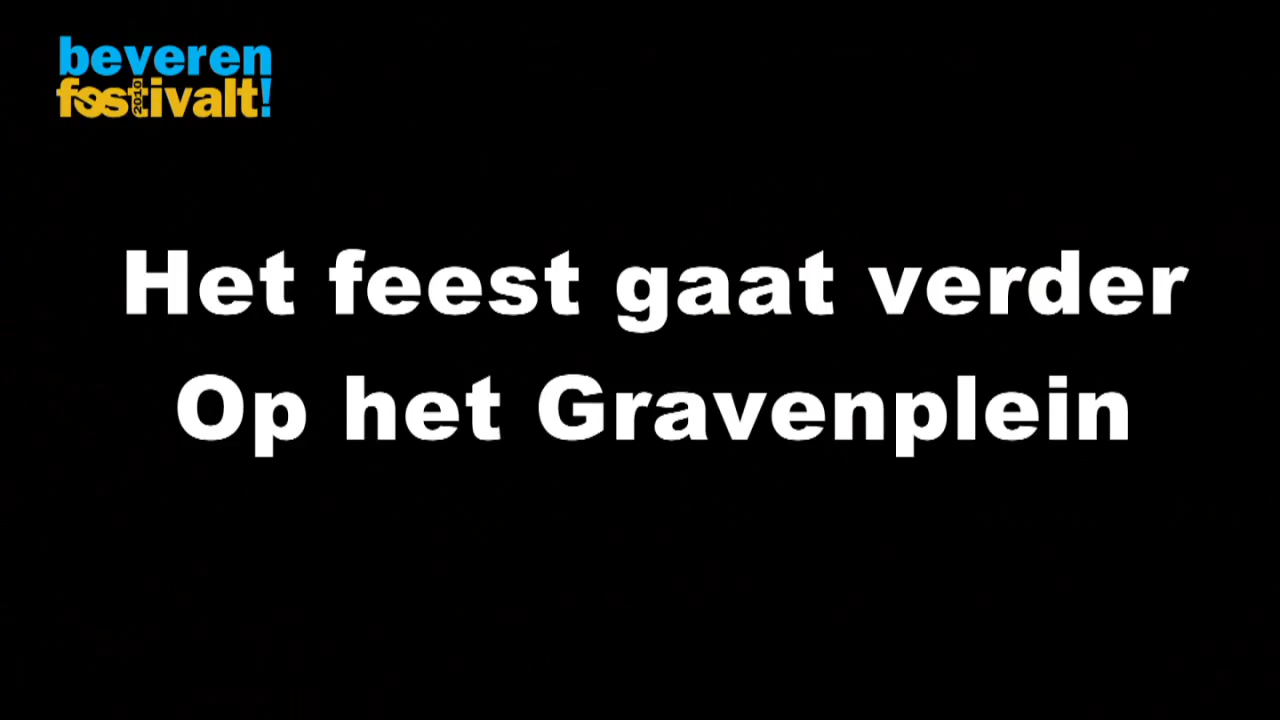 beveren
festivalt!
2010
Het feest gaat verder
Op het Gravenplein